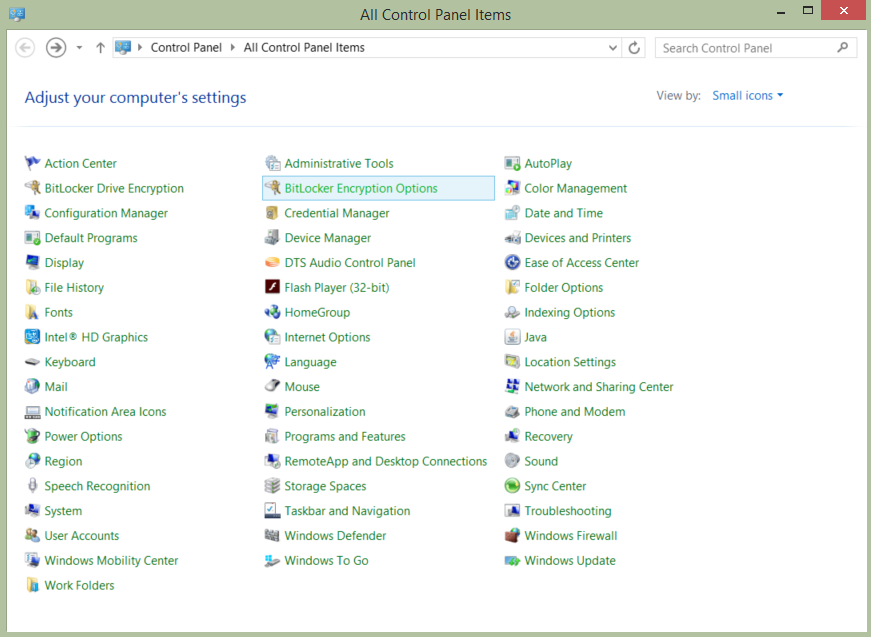 All Control Panel Items
Control Panel All Control Panel Items Search Control Panel
Adjust your computer's settings View by: Small icons
Action Center Administrative Tools AutoPlay
BitLocker Drive Encryption BitLocker Encryption Options Color Management
Configuration Manager Credential Manager Date and Time
Default Programs Device Manager Devices and Printers
Display DTS Audio Control Panel Ease of Access Center
File History Flash Player (32-bit) Folder Options
Fonts HomeGroup Indexing Options
Intel® HD Graphics Internet Options Java
Keyboard Language Location Settings
Mail Mouse Network and Sharing Center
Notification Area Icons Personalization Phone and Modem
Power Options Programs and Features Recovery
Region RemoteApp and Desktop Connections Sound
Speech Recognition Storage Spaces Sync Center
System Taskbar and Navigation Troubleshooting
User Accounts Windows Defender Windows Firewall
Windows Mobility Center Windows To Go Windows Update
Work Folders